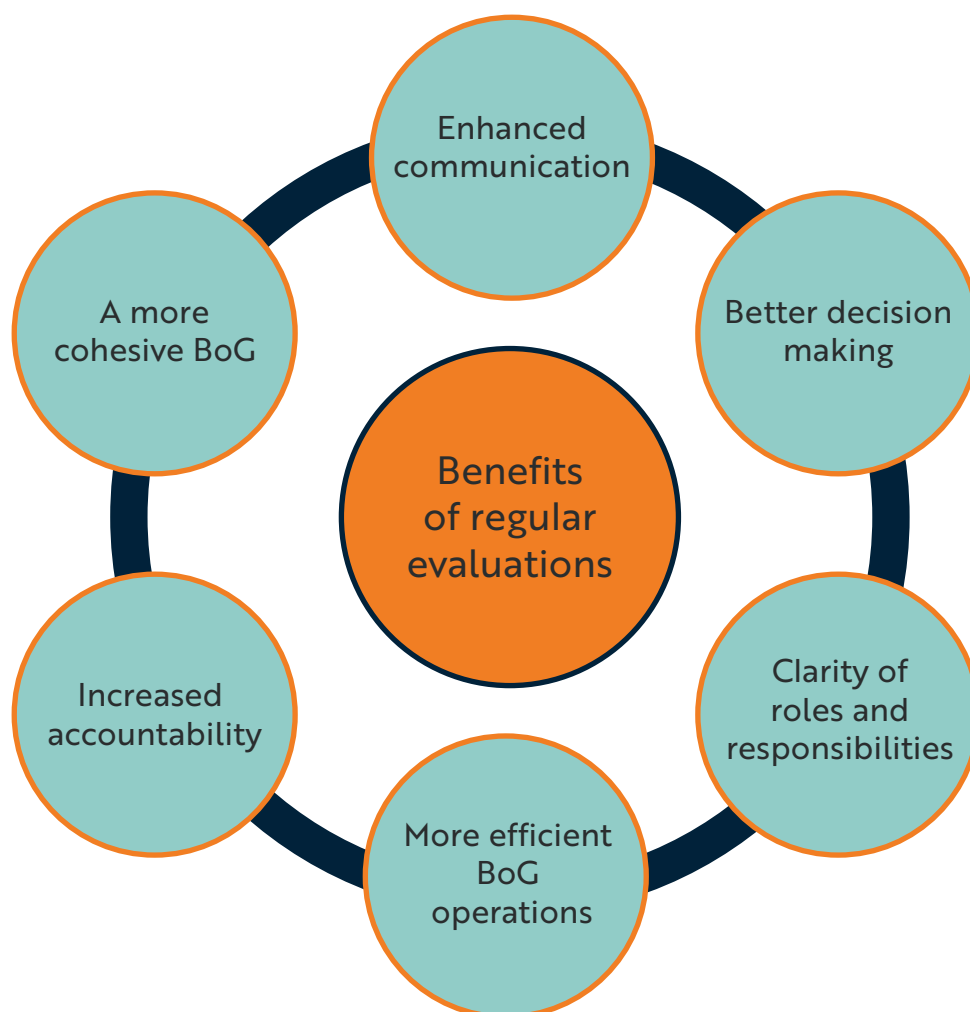 Enhanced
communication
Better decision
making
Clarity of
roles and
responsibilities
More efficient
BoG
operations
Increased
accountability
A more
cohesive BoG
Benefits
of regular
evaluations